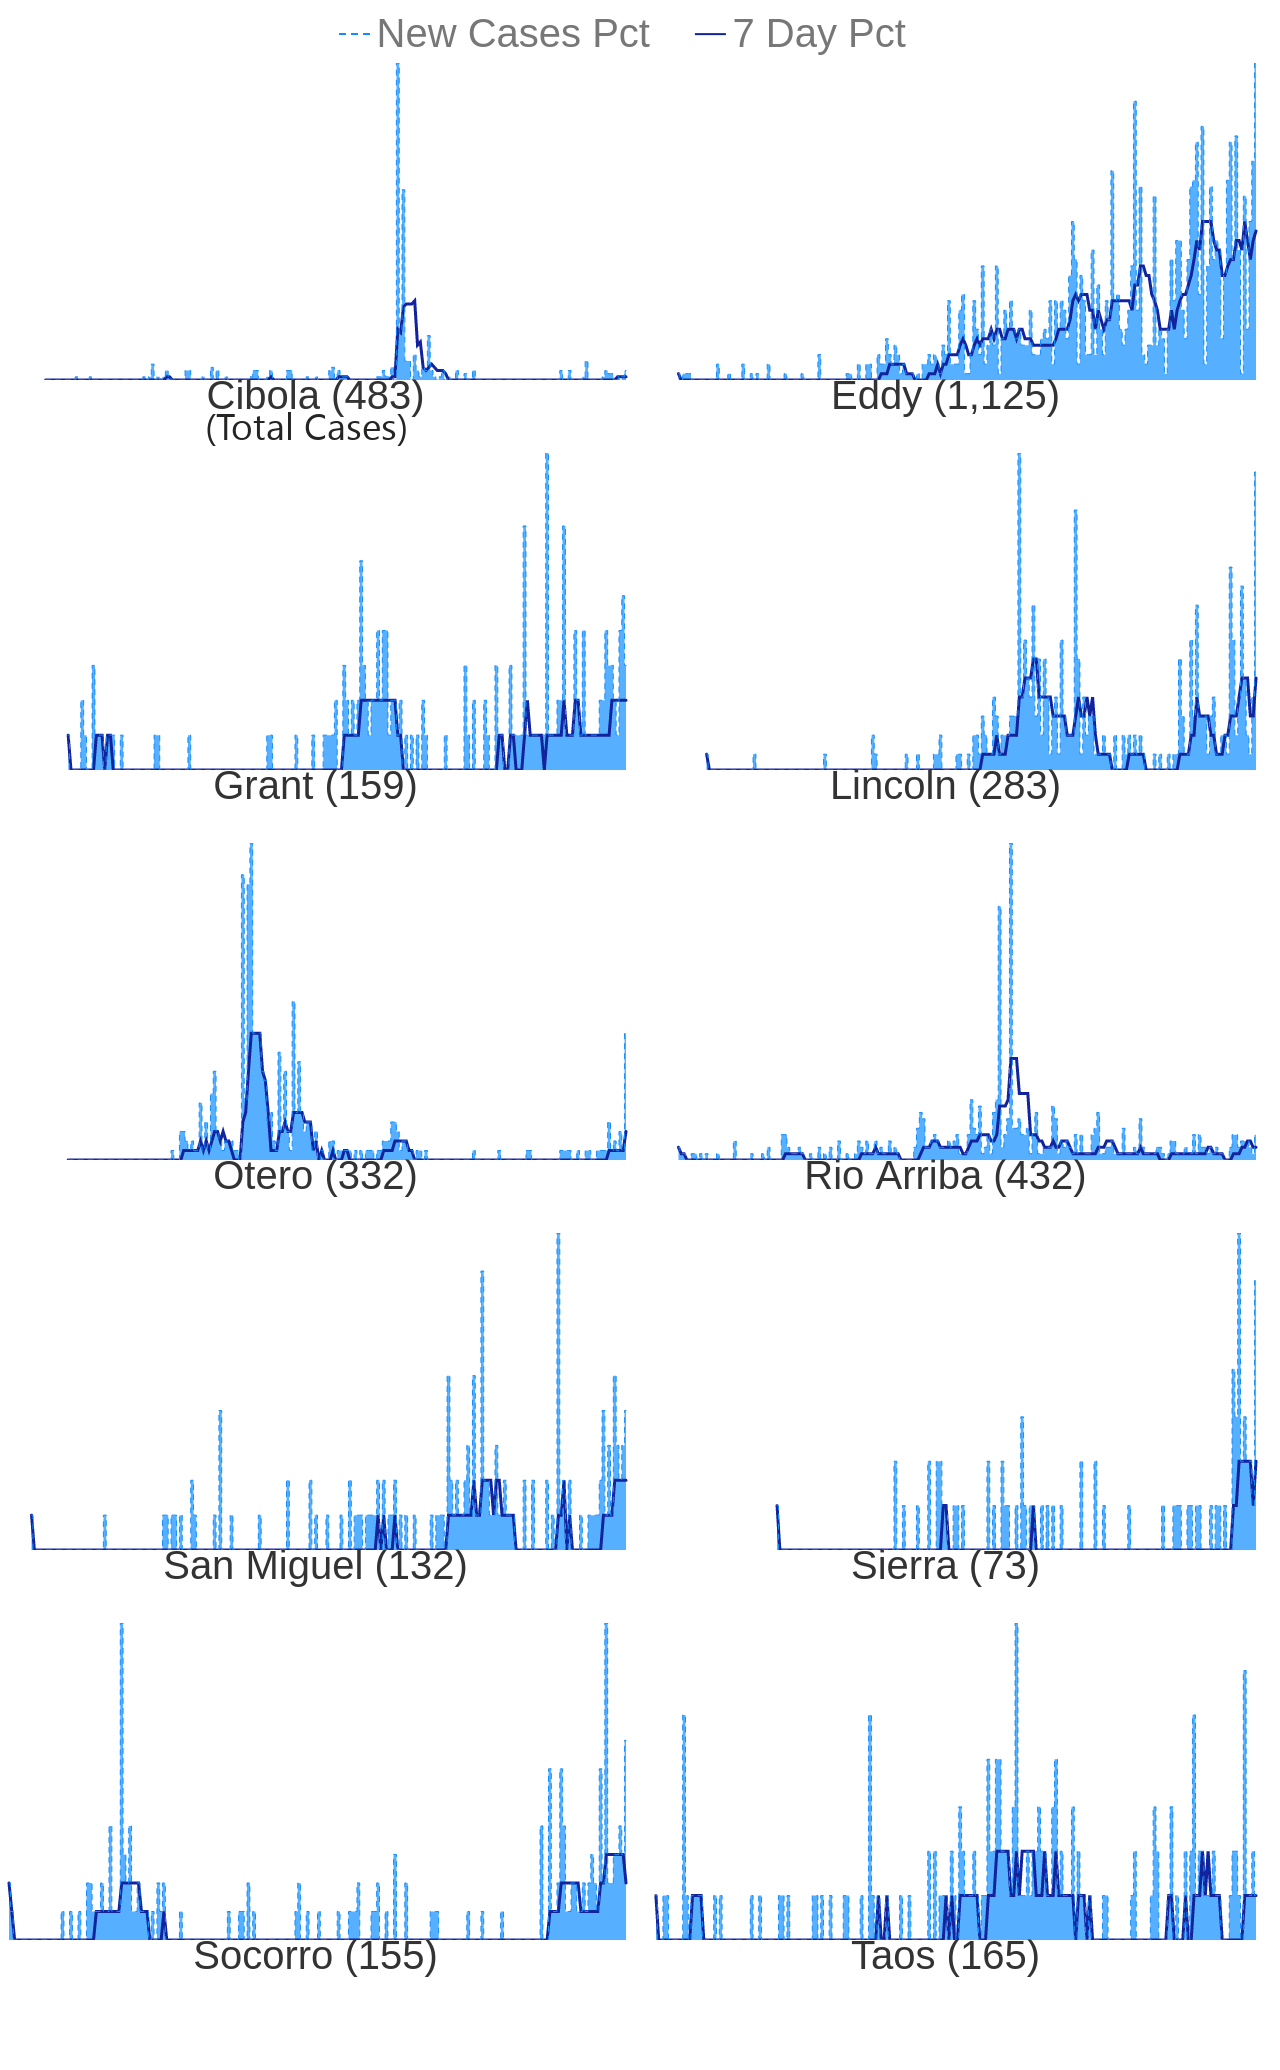 New Cases Pct 7 Day Pct
Cibola (483) Eddy (1,125)
(Total Cases)
Grant (159) Lincoln (283)
Otero (332) Rio Arriba (432)
San Miguel (132) Sierra (73)
Socorro (155) Taos (165)